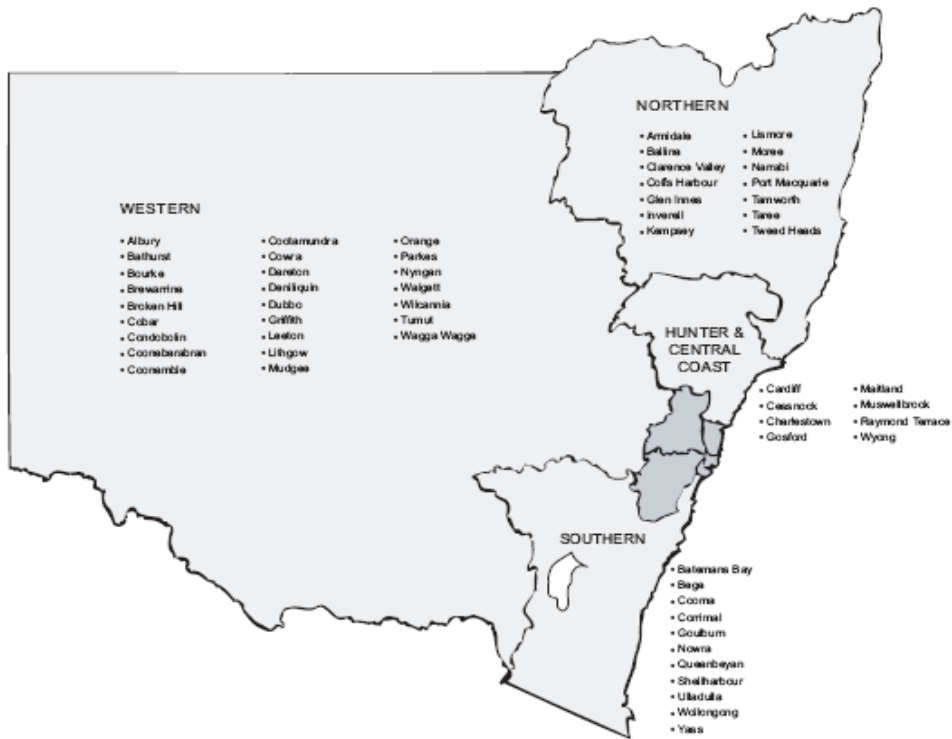 NORTHERN
• Armidale
• Ballina
• Clarence Valley
• Coffs Harbour
• Glen Innes
• Inverell
• Kempsey
• Lismore
• Moree
• Narrabi
• Port Macquarie
• Tamworth
• Taree
• Tweed Heads
WESTERN
• Albury
• Bathurst
• Bourke
• Brewarrina
• Broken Hill
• Cobar
• Condobolin
• Coonabarabran
• Coonamble
• Cootamundra
• Cowra
• Dareton
• Deniliquin
• Dubbo
• Griffith
• Leeton
• Lithgow
• Mudgee
• Orange
• Parkes
• Nyngan
• Walgett
• Wilcannia
• Tumut
• Wagga Wagga
HUNTER &
CENTRAL
COAST
• Cardiff
• Cessnock
• Charlestown
• Gosford
• Maitland
• Muswellbrook
• Raymond Terrace
• Wyong
SOUTHERN
• Batemans Bay
• Bega
• Cooma
• Corrimal
• Goulburn
• Nowra
• Queanbeyan
• Shellharbour
• Ulladulla
• Wollongong
• Yass